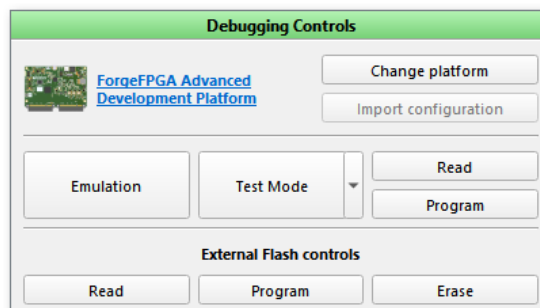 Debugging Controls
ForgeFPGA Advanced
Development Platform
Change platform
Import configuration
Emulation
Test Mode
Read
Program
External Flash controls
Read
Program
Erase